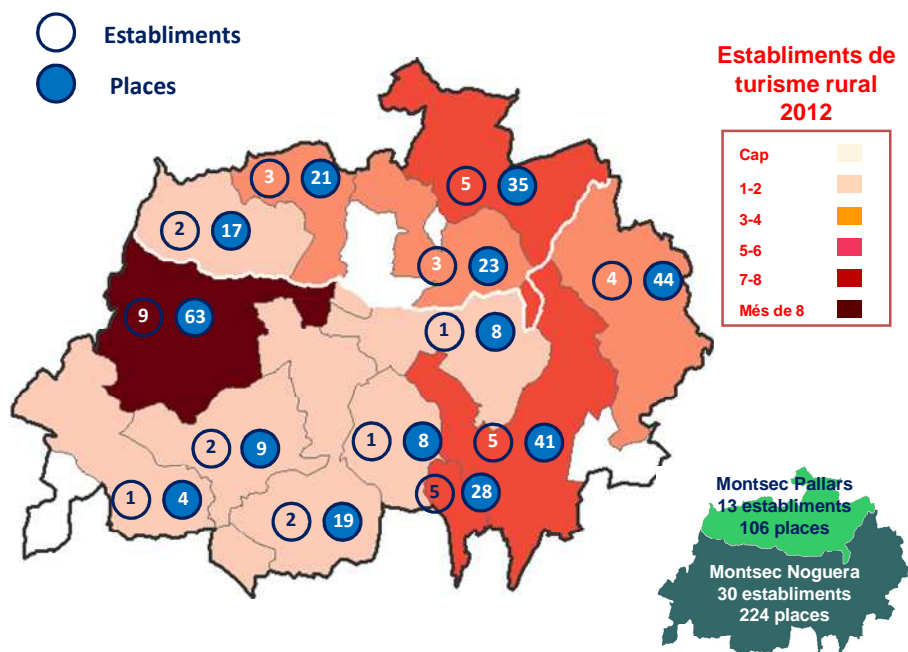 Establiments
Places
Establiments de
turisme rural
2012
Cap
1-2
3-4
5-6
7-8
Més de 8
3 21
5 35
2 17
3 23
4 44
9 63
1 8
2 9
1 8
5 41
1 4
5 28
2 19
Montsec Pallars
13 establiments
106 places
Montsec Noguera
30 establiments
224 places